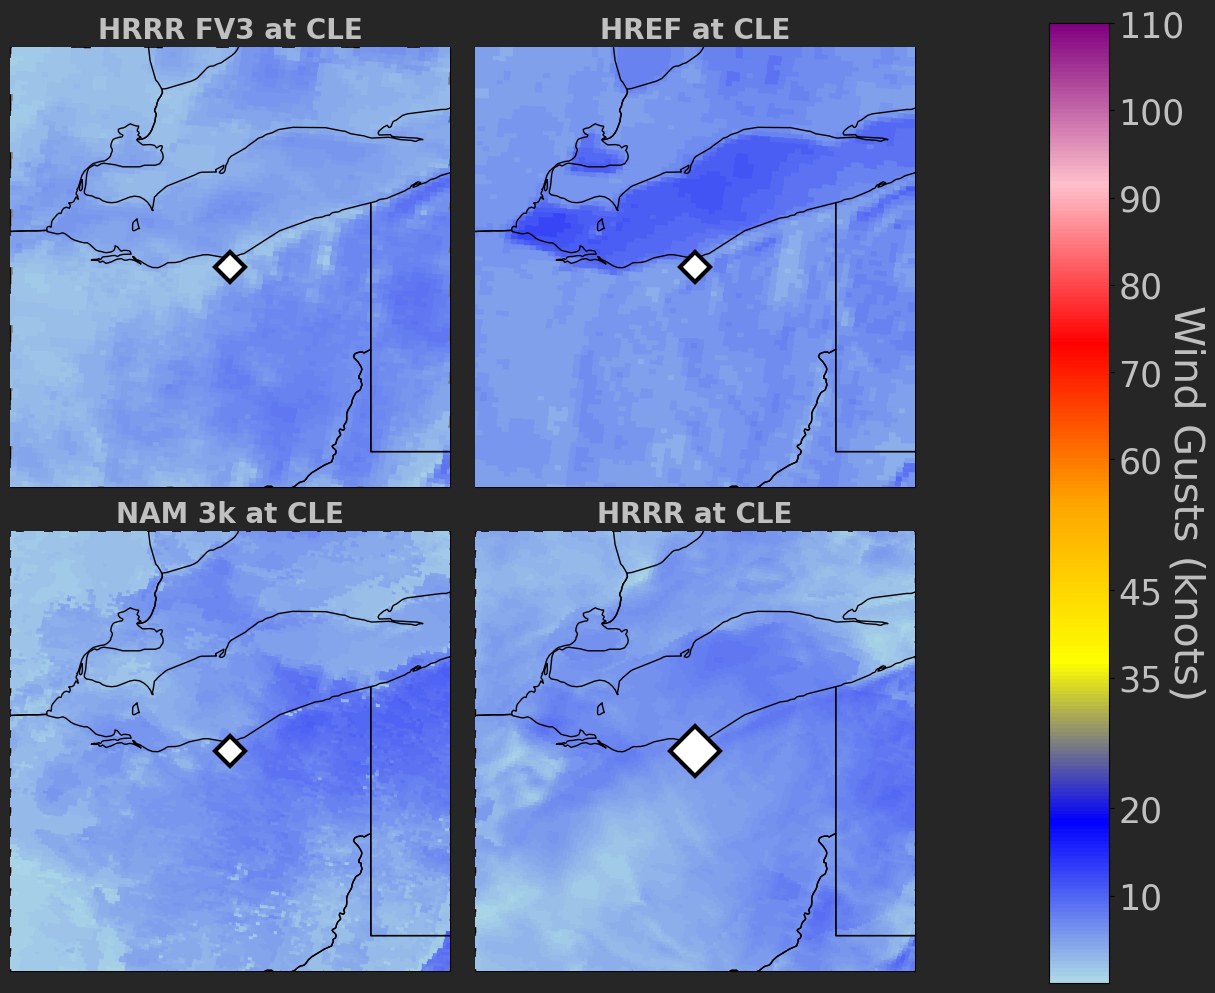 HRRR FV3 at CLE
HREF at CLE
NAM 3k at CLE
HRRR at CLE
110
100
90
80
70
60
45
35
20
10
Wind Gusts (knots)